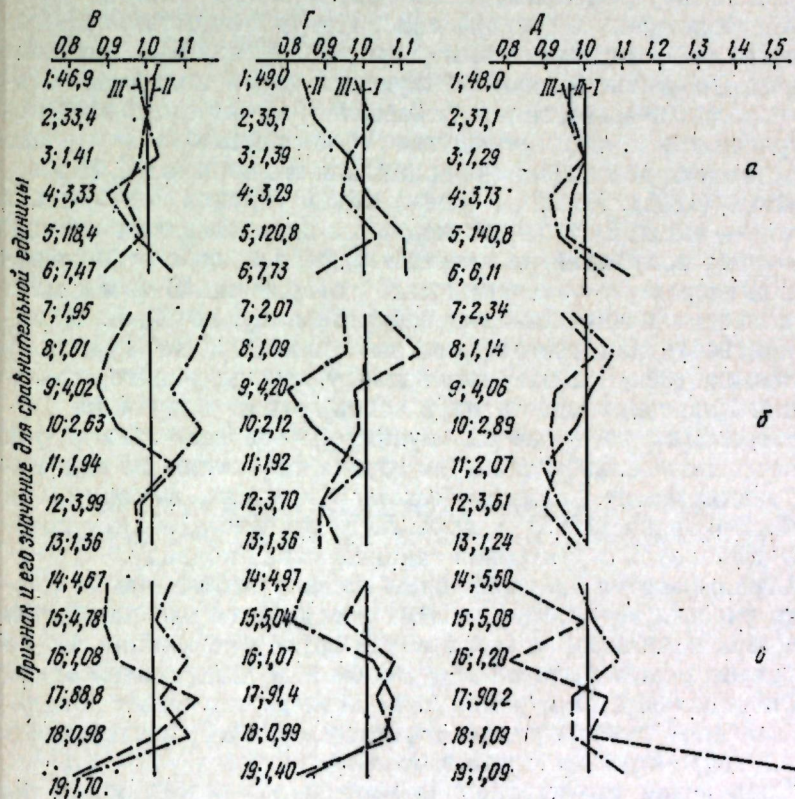 В Г Д
0,8 0,9 1,0 1,1 0,8 0,9 1,0 1,1 0,8 0,9 1,0 1,1 1,2 1,3 1,4 1,5
1; 46,9 III II 1; 49,0 II III I 1; 48,0 III II I
2; 33,4 2; 35,7 2; 37,1
3; 1,41 3; 1,39 3; 1,29
а
4; 3,33 4; 3,29 4; 3,73
5; 118,4 5; 120,8 5; 140,8
6; 7,47 6; 7,73 6; 6,11
7; 1,95 7; 2,07 7; 2,34
8; 1,01 8; 1,09 8; 1,14
9; 4,02 9; 4,20 9; 4,06
10; 2,63 10; 2,12 10; 2,89 б
11; 1,94 11; 1,92 11; 2,07
12; 3,99 12; 3,70 12; 3,61
13; 1,36 13; 1,36 13; 1,24
14; 4,67 14; 4,97 14; 5,50
15; 4,78 15; 5,04 15; 5,08
16; 1,08 16; 1,07 16; 1,20 в
17; 88,8 17; 91,4 17; 90,2
18; 0,98 18; 0,99 18; 1,09
19; 1,70 19; 1,40 19; 1,09
Признак и его значение для сравнительной единицы